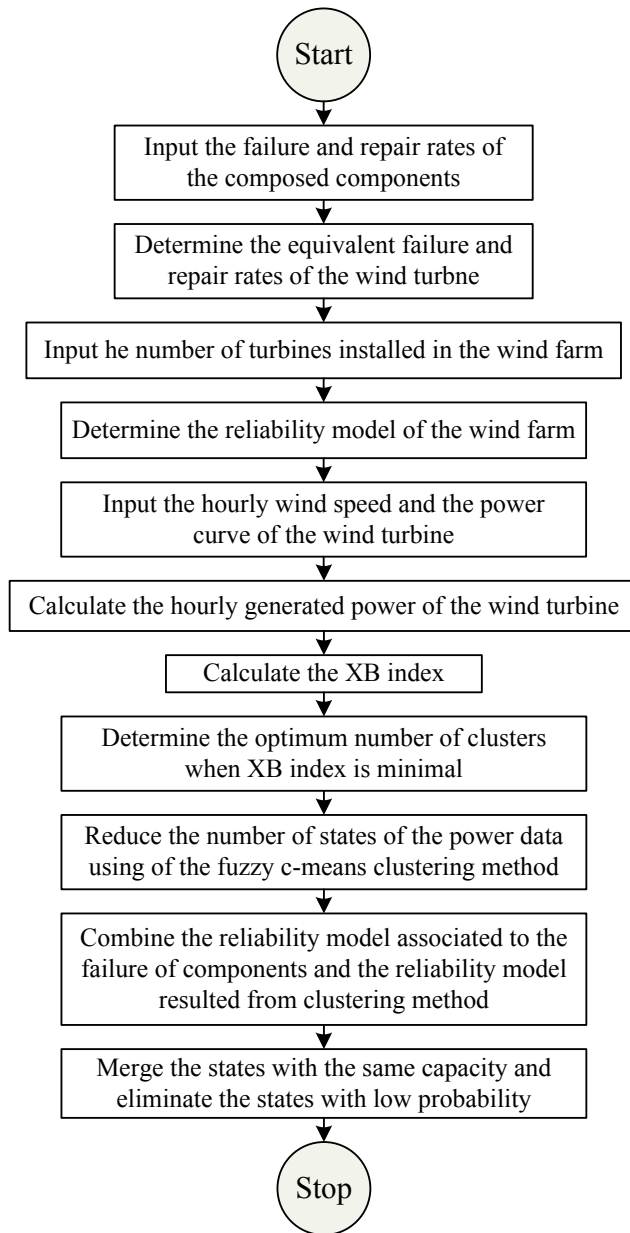 Start
Input the failure and repair rates of
the composed components
Determine the equivalent failure and
repair rates of the wind turbne
Input he number of turbines installed in the wind farm
Determine the reliability model of the wind farm
Input the hourly wind speed and the power
curve of the wind turbine
Calculate the hourly generated power of the wind turbine
Calculate the XB index
Determine the optimum number of clusters
when XB index is minimal
Reduce the number of states of the power data
using of the fuzzy c-means clustering method
Combine the reliability model associated to the
failure of components and the reliability model
resulted from clustering method
Merge the states with the same capacity and
eliminate the states with low probability
Stop